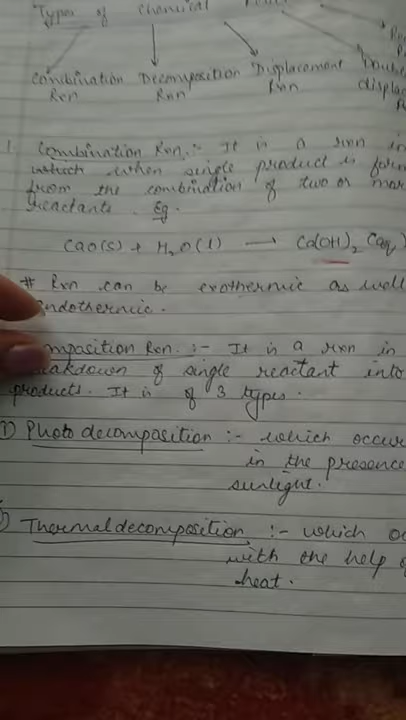 Types of chemical
Combination Decomposition Displacement Double
Rxn Rxn Rxn displac
1. Combination Rxn. :- It is a rxn in
which when single product is form
from the combination of two or mor
reactants. Eg.
CaO(s) + H₂O(l) → Ca(OH)₂ (aq)
# Rxn can be exothermic as well
endothermic.
mposition Rxn. :- It is a rxn in
eakdown of single reactant into
products. It is of 3 types.
1) Photo decomposition :- which occur
in the presence
sunlight.
Thermal decomposition :- which oc
with the help o
heat.